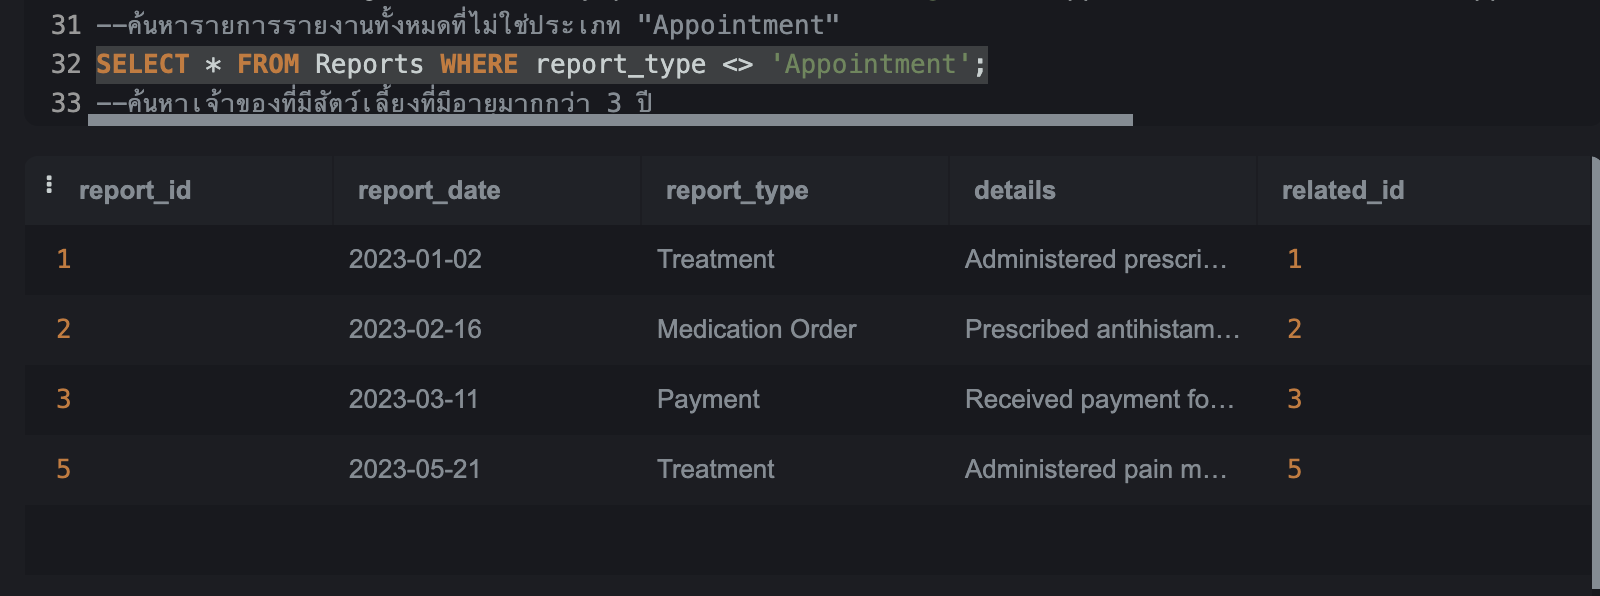 31 --ค้นหารายการรายงานทั้งหมดที่ไม่ใช่ประเภท "Appointment"
32 SELECT * FROM Reports WHERE report_type <> 'Appointment';
33 --ค้นหาเจ้าของที่มีสัตว์เลี้ยงที่มีอายุมากกว่า 3 ปี
report_id report_date report_type details related_id
1 2023-01-02 Treatment Administered prescri... 1
2 2023-02-16 Medication Order Prescribed antihistam... 2
3 2023-03-11 Payment Received payment fo... 3
5 2023-05-21 Treatment Administered pain m... 5